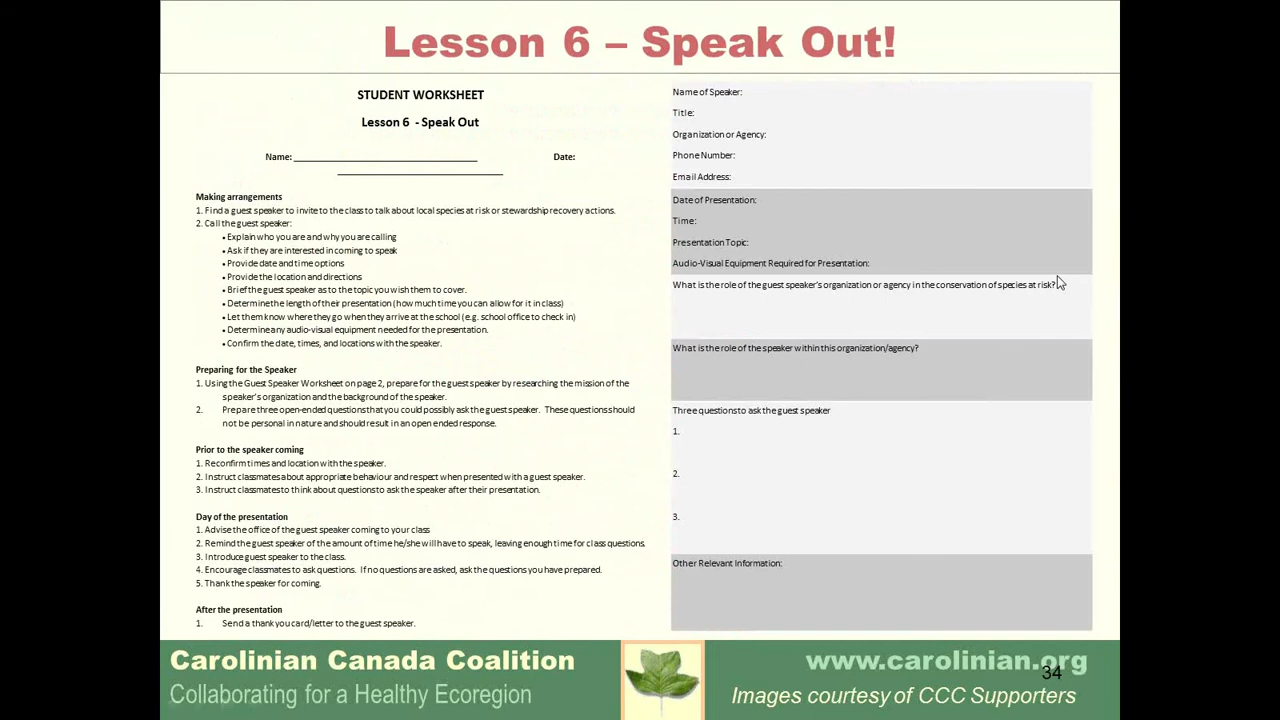 Lesson 6 – Speak Out!
STUDENT WORKSHEET
Lesson 6 - Speak Out
Name: ____________________ Date:
____________________
Making arrangements
1. Find a guest speaker to invite to the class to talk about local species at risk or stewardship recovery actions.
2. Call the guest speaker:
• Explain who you are and why you are calling
• Ask if they are interested in coming to speak
• Provide date and time options
• Provide the location and directions
• Brief the guest speaker as to the topic you wish them to cover.
• Determine the length of their presentation (how much time you can allow for it in class)
• Let them know where they go when they arrive at the school (e.g. school office to check in)
• Determine any audio-visual equipment needed for the presentation.
• Confirm the date, times, and locations with the speaker.
Preparing for the Speaker
1. Using the Guest Speaker Worksheet on page 2, prepare for the guest speaker by researching the mission of the
speaker's organization and the background of the speaker.
2. Prepare three open-ended questions that you could possibly ask the guest speaker. These questions should
not be personal in nature and should result in an open ended response.
Prior to the speaker coming
1. Reconfirm times and location with the speaker.
2. Instruct classmates about appropriate behaviour and respect when presented with a guest speaker.
3. Instruct classmates to think about questions to ask the speaker after their presentation.
Day of the presentation
1. Advise the office of the guest speaker coming to your class
2. Remind the guest speaker of the amount of time he/she will have to speak, leaving enough time for class questions.
3. Introduce guest speaker to the class.
4. Encourage classmates to ask questions. If no questions are asked, ask the questions you have prepared.
5. Thank the speaker for coming.
After the presentation
1. Send a thank you card/letter to the guest speaker.
Name of Speaker:
Title:
Organization or Agency:
Phone Number:
Email Address:
Date of Presentation:
Time:
Presentation Topic:
Audio-Visual Equipment Required for Presentation:
What is the role of the guest speaker's organization or agency in the conservation of species at risk?
What is the role of the speaker within this organization/agency?
Three questions to ask the guest speaker
1.
2.
3.
Other Relevant Information:
Carolinian Canada Coalition
Collaborating for a Healthy Ecoregion
www.carolinian.org
34
Images courtesy of CCC Supporters